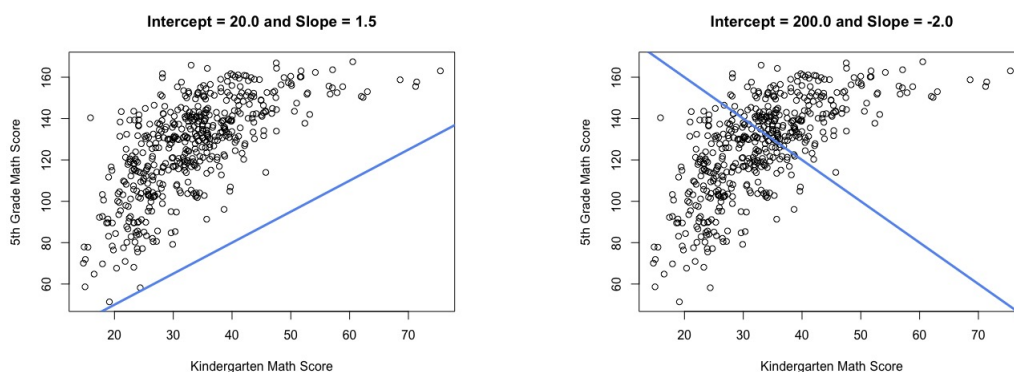 Intercept = 20.0 and Slope = 1.5
5th Grade Math Score
160
140
120
100
80
60
20 30 40 50 60 70
Kindergarten Math Score
Intercept = 200.0 and Slope = -2.0
5th Grade Math Score
160
140
120
100
80
60
20 30 40 50 60 70
Kindergarten Math Score